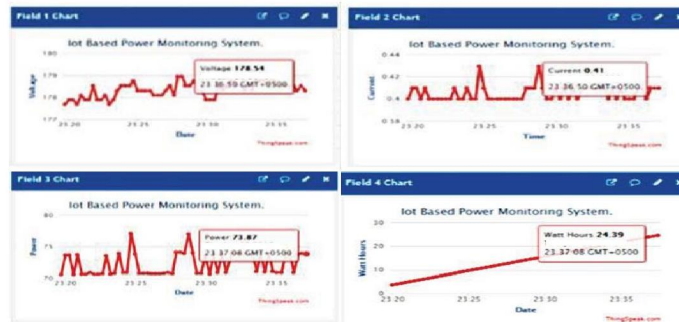 Field 1 Chart
Iot Based Power Monitoring System.
180
178
175
172
Voltage
Voltage 178.54
23 36.50 GMT+0500
23:20
23:25
23:30
23:35
Date
ThingSpeak.com
Field 2 Chart
Iot Based Power Monitoring System.
0.44
0.42
0.4
0.38
Current
Current 0.41
23 36.50 GMT+0500
23:20
23:25
23:30
23:35
Time
ThingSpeak.com
Field 3 Chart
Iot Based Power Monitoring System.
80
75
70
Power
Power 73.87
23 37:08 GMT+0500
23:20
23:25
23:30
23:35
Date
ThingSpeak.com
Field 4 Chart
Iot Based Power Monitoring System.
30
20
10
0
Watt Hours
Watt Hours 24.39
23:37:08 GMT+0500
23:20
23:25
23:30
23:35
Date
ThingSpeak.com